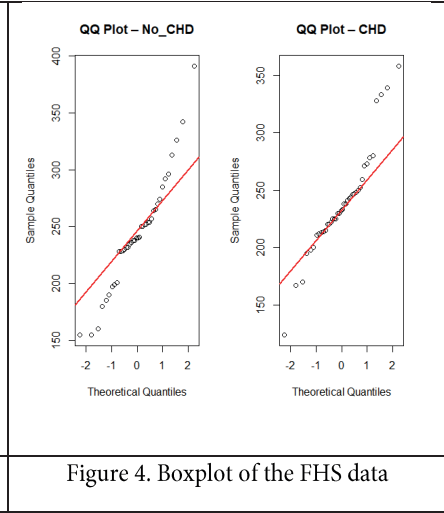 QQ Plot – No_CHD
QQ Plot – CHD
Sample Quantiles
400
350
300
250
200
150
-2 -1 0 1 2
Theoretical Quantiles
Sample Quantiles
350
300
250
200
150
-2 -1 0 1 2
Theoretical Quantiles
Figure 4. Boxplot of the FHS data